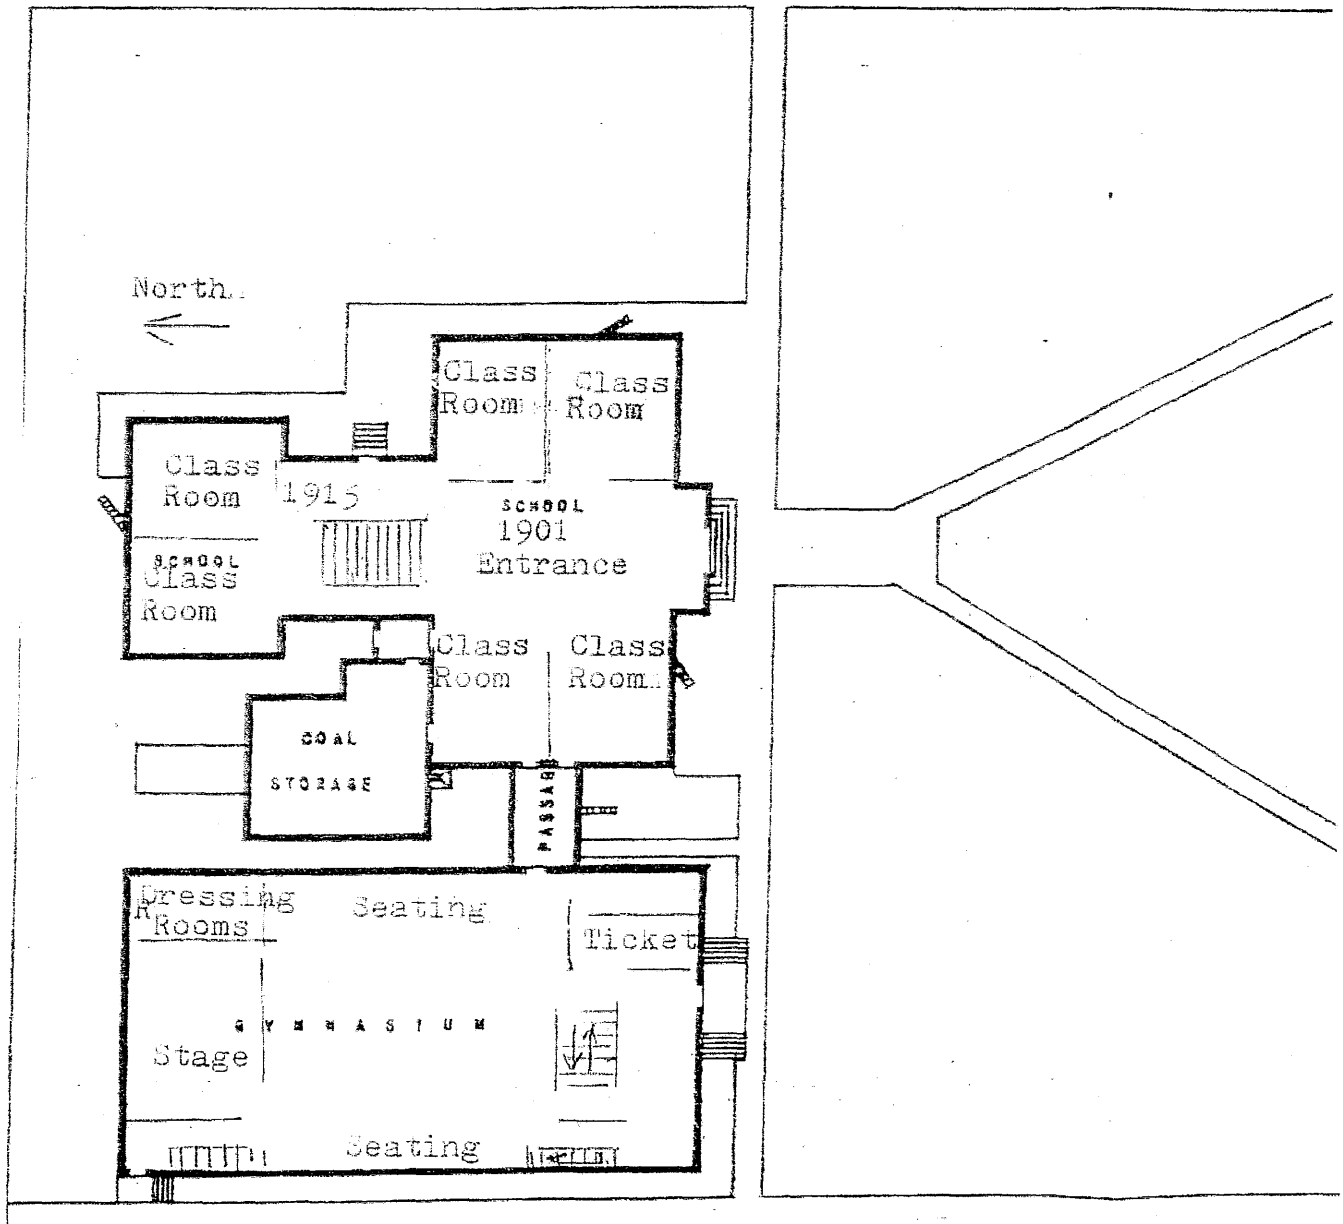 North
Class
Room
Class
Room
Class
Room
1915
SCHOOL
1901
Entrance
SCHOOL
Class
Room
Class
Room
Class
Room
COAL
STORAGE
PASSAGE
Dressing
R Rooms
Seating
Ticket
GYMNASIUM
Stage
Seating